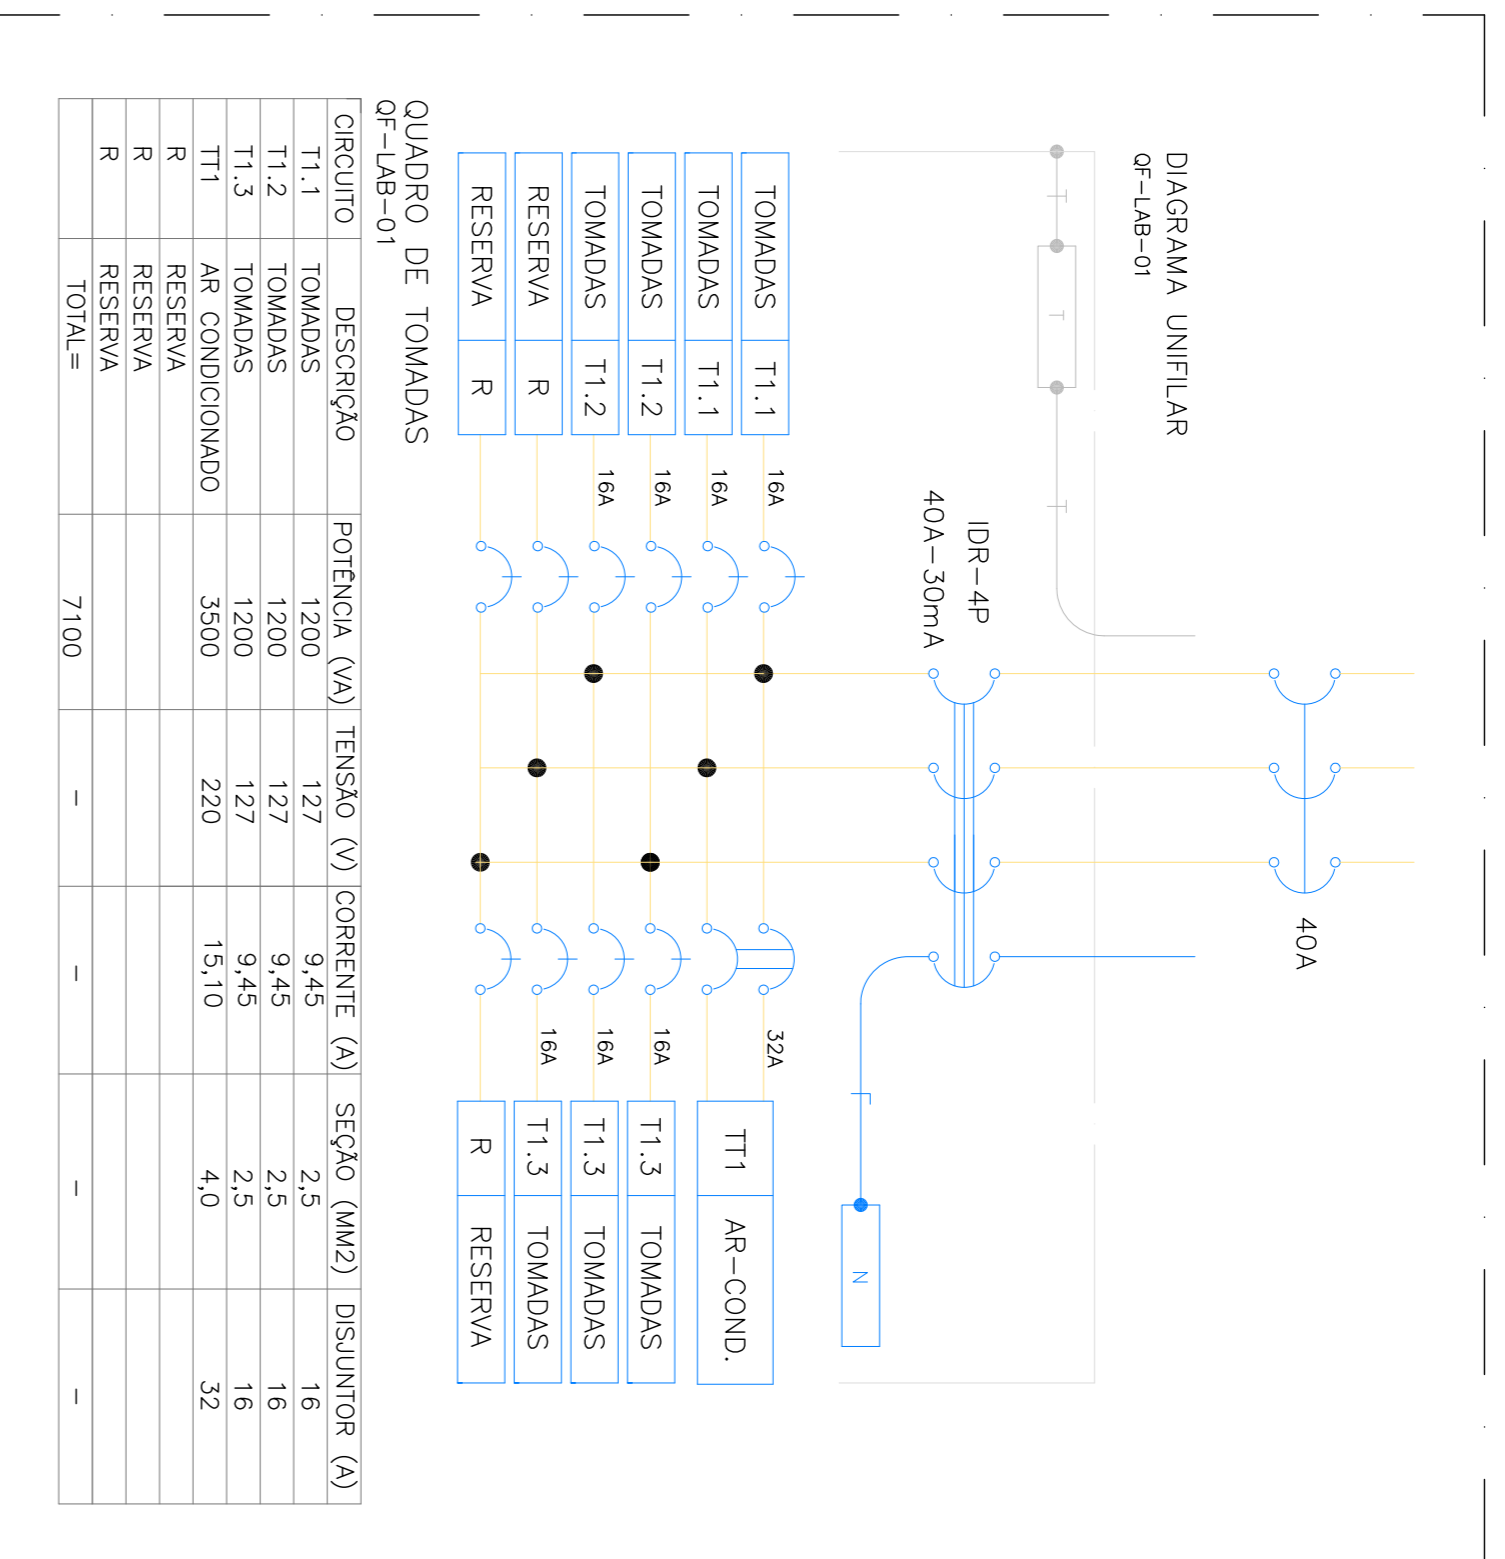 DIAGRAMA UNIFILAR
QF-LAB-01
T
T
T
40A
IDR-4P
40A-30mA
N
TOMADAS T1.1 16A
TOMADAS T1.1 16A
TOMADAS T1.2 16A
TOMADAS T1.2 16A
RESERVA R
RESERVA R
32A TT1 AR-COND.
16A T1.3 TOMADAS
16A T1.3 TOMADAS
16A T1.3 TOMADAS
R RESERVA
QUADRO DE TOMADAS
QF-LAB-01
CIRCUITO DESCRIÇÃO POTÊNCIA (VA) TENSÃO (V) CORRENTE (A) SEÇÃO (MM2) DISJUNTOR (A)
T1.1 TOMADAS 1200 127 9,45 2,5 16
T1.2 TOMADAS 1200 127 9,45 2,5 16
T1.3 TOMADAS 1200 127 9,45 2,5 16
TT1 AR CONDICIONADO 3500 220 15,10 4,0 32
R RESERVA
R RESERVA
R RESERVA
TOTAL= 7100 - - - -